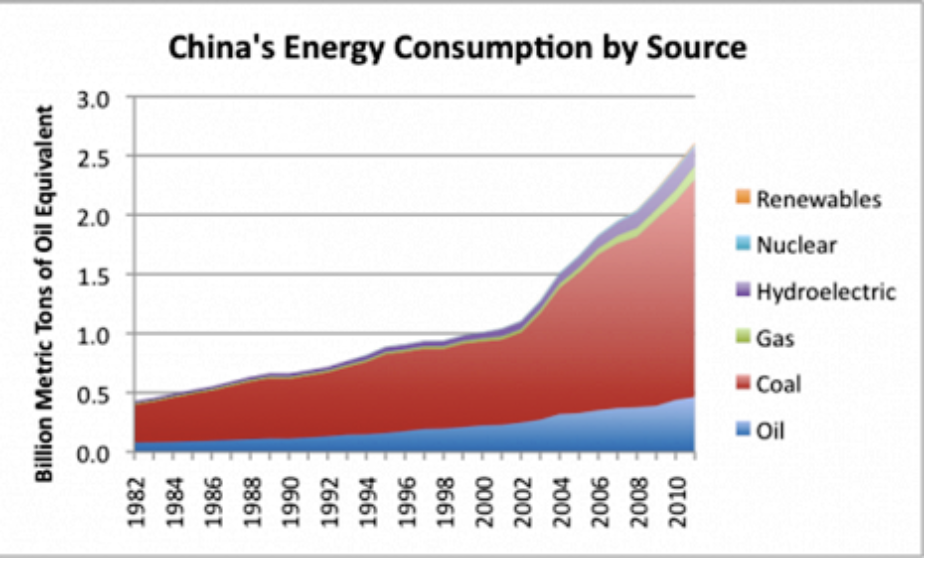 China's Energy Consumption by Source
Billion Metric Tons of Oil Equivalent
3.0
2.5
2.0
1.5
1.0
0.5
0.0
1982
1984
1986
1988
1990
1992
1994
1996
1998
2000
2002
2004
2006
2008
2010
Renewables
Nuclear
Hydroelectric
Gas
Coal
Oil